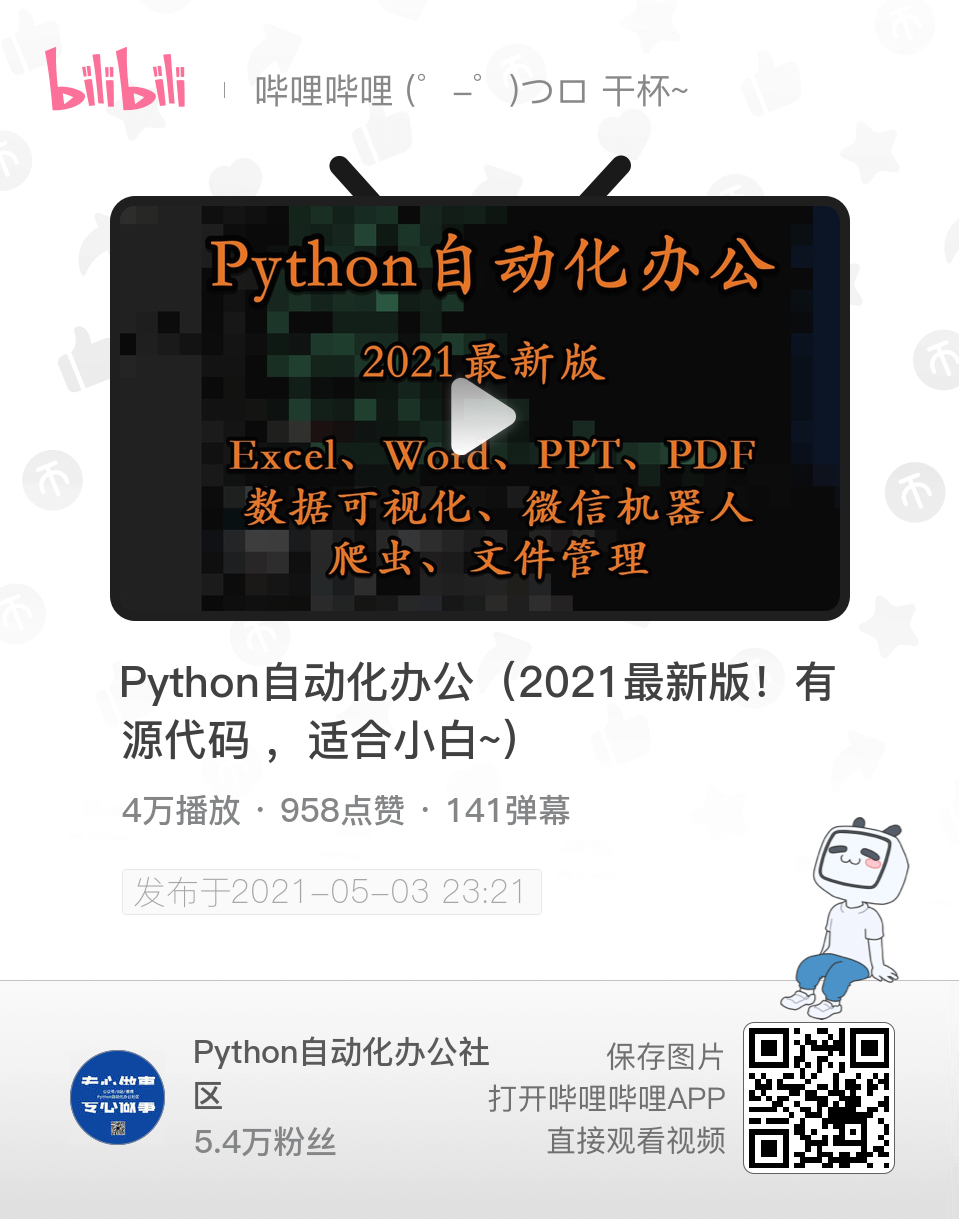 bilibili
哔哩哔哩 (゜-゜)つロ 干杯~
Python自动化办公
2021最新版
Excel、Word、PPT、PDF
数据可视化、微信机器人
爬虫、文件管理
Python自动化办公（2021最新版！有
源代码 ，适合小白~）
4万播放 · 958点赞 · 141弹幕
发布于2021-05-03 23:21
Python自动化办公社
区
5.4万粉丝
保存图片
打开哔哩哔哩APP
直接观看视频